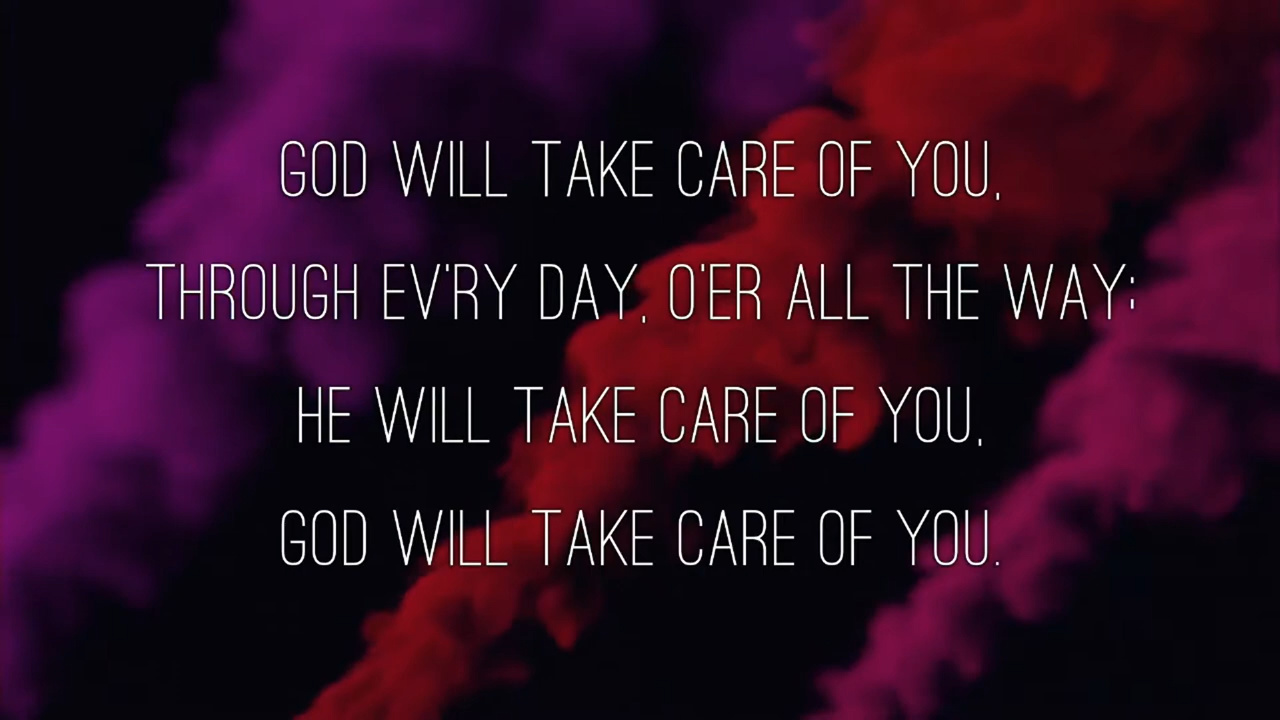 GOD WILL TAKE CARE OF YOU,
THROUGH EV'RY DAY, O'ER ALL THE WAY;
HE WILL TAKE CARE OF YOU,
GOD WILL TAKE CARE OF YOU.